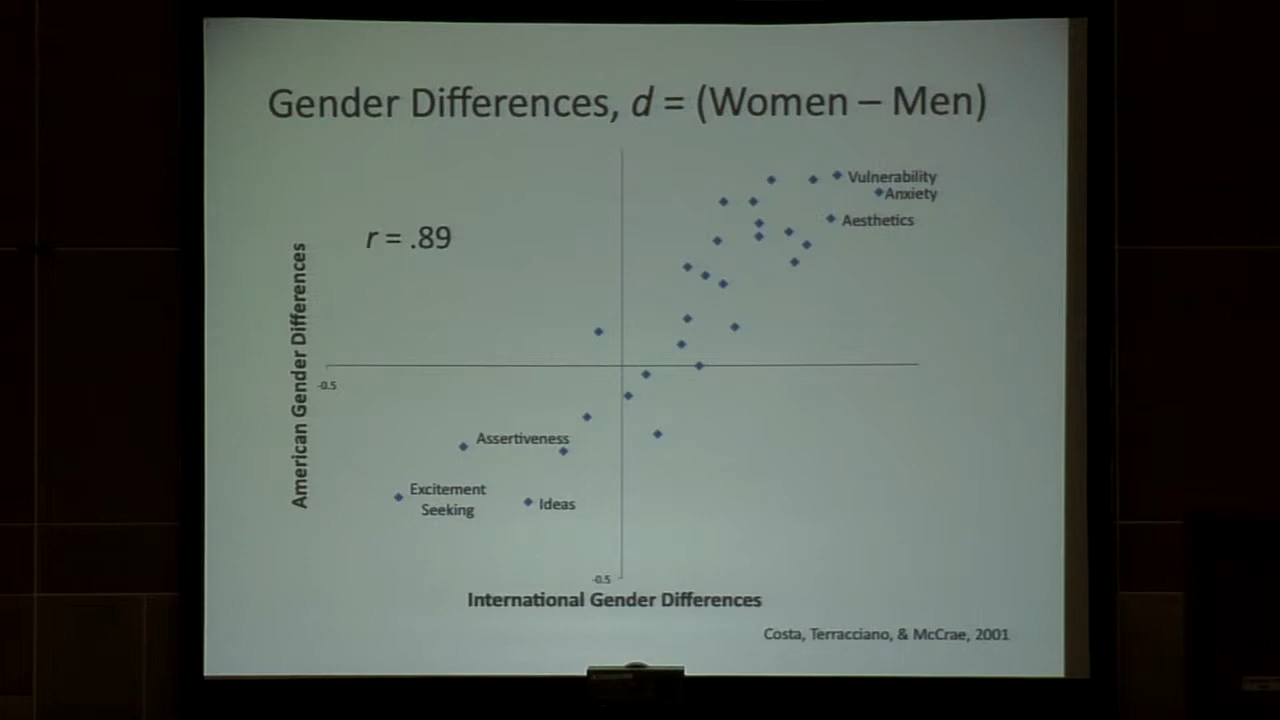 Gender Differences, d = (Women – Men)
Vulnerability
Anxiety
Aesthetics
r = .89
American Gender Differences
-0.5
Assertiveness
Excitement
Seeking
Ideas
-0.5
International Gender Differences
Costa, Terracciano, & McCrae, 2001